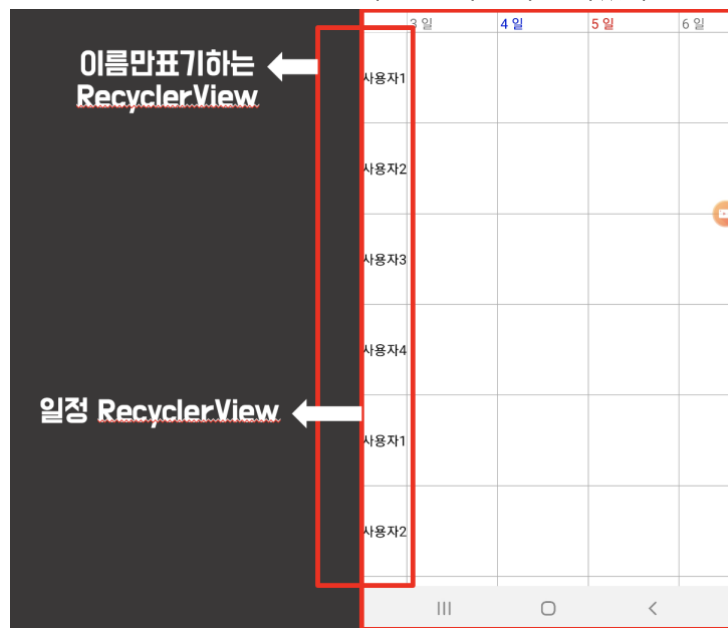 3 일 4 일 5 일 6 일
이름만표기하는
RecyclerView
사용자1
사용자2
사용자3
사용자4
일정 RecyclerView
사용자1
사용자2